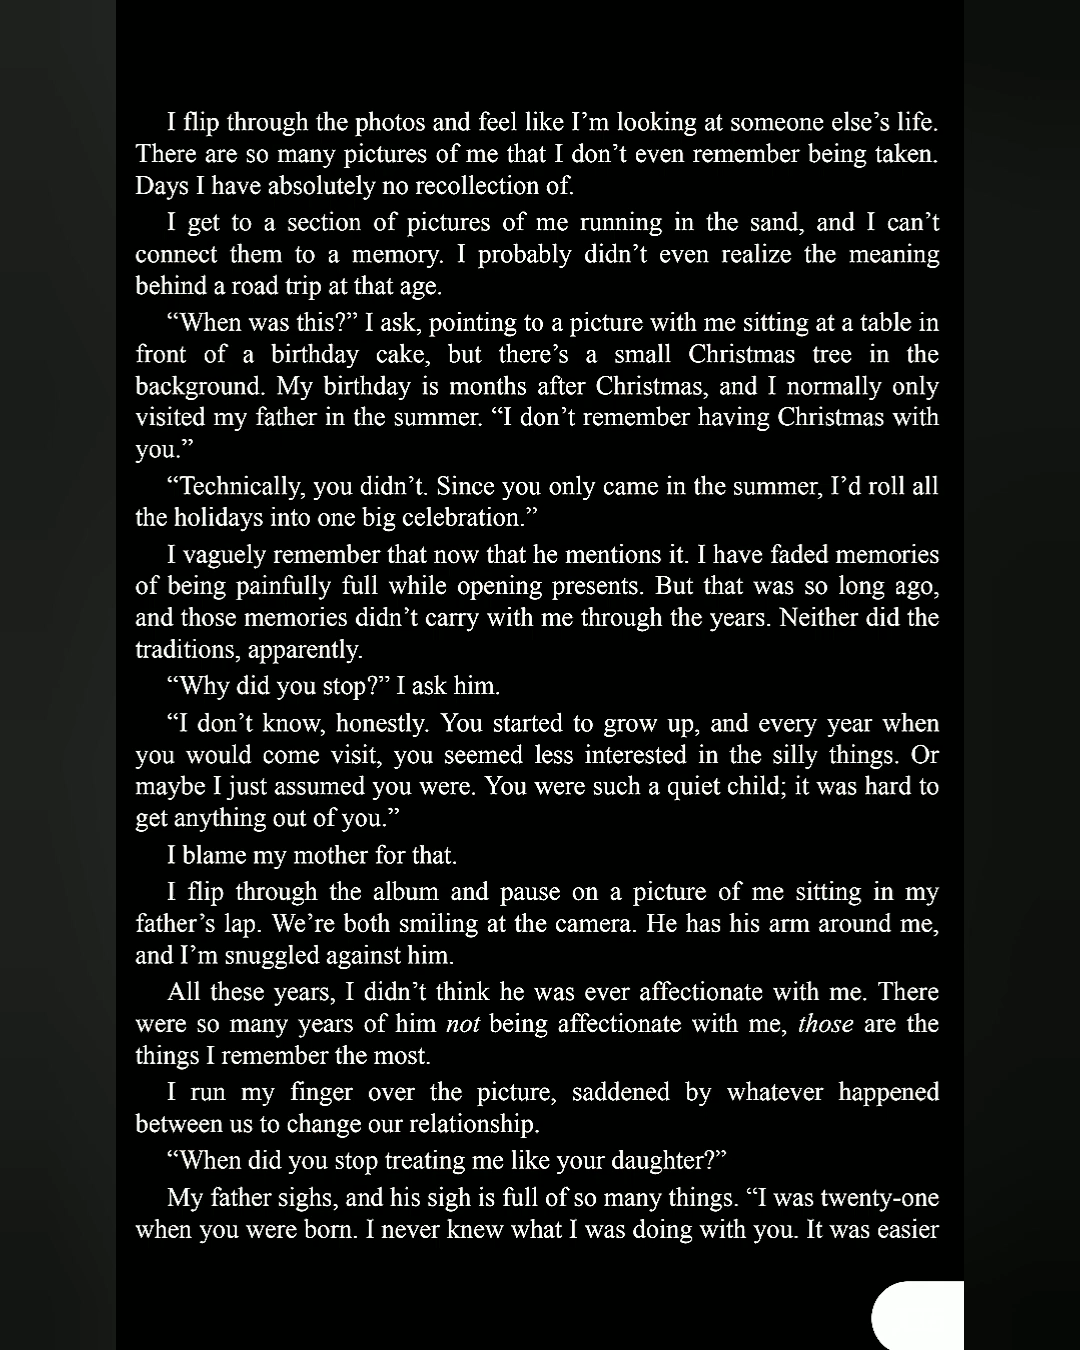 I flip through the photos and feel like I’m looking at someone else’s life.
There are so many pictures of me that I don’t even remember being taken.
Days I have absolutely no recollection of.
I get to a section of pictures of me running in the sand, and I can’t
connect them to a memory. I probably didn’t even realize the meaning
behind a road trip at that age.
“When was this?” I ask, pointing to a picture with me sitting at a table in
front of a birthday cake, but there’s a small Christmas tree in the
background. My birthday is months after Christmas, and I normally only
visited my father in the summer. “I don’t remember having Christmas with
you.”
“Technically, you didn’t. Since you only came in the summer, I’d roll all
the holidays into one big celebration.”
I vaguely remember that now that he mentions it. I have faded memories
of being painfully full while opening presents. But that was so long ago,
and those memories didn’t carry with me through the years. Neither did the
traditions, apparently.
“Why did you stop?” I ask him.
“I don’t know, honestly. You started to grow up, and every year when
you would come visit, you seemed less interested in the silly things. Or
maybe I just assumed you were. You were such a quiet child; it was hard to
get anything out of you.”
I blame my mother for that.
I flip through the album and pause on a picture of me sitting in my
father’s lap. We’re both smiling at the camera. He has his arm around me,
and I’m snuggled against him.
All these years, I didn’t think he was ever affectionate with me. There
were so many years of him not being affectionate with me, those are the
things I remember the most.
I run my finger over the picture, saddened by whatever happened
between us to change our relationship.
“When did you stop treating me like your daughter?”
My father sighs, and his sigh is full of so many things. “I was twenty-one
when you were born. I never knew what I was doing with you. It was easier